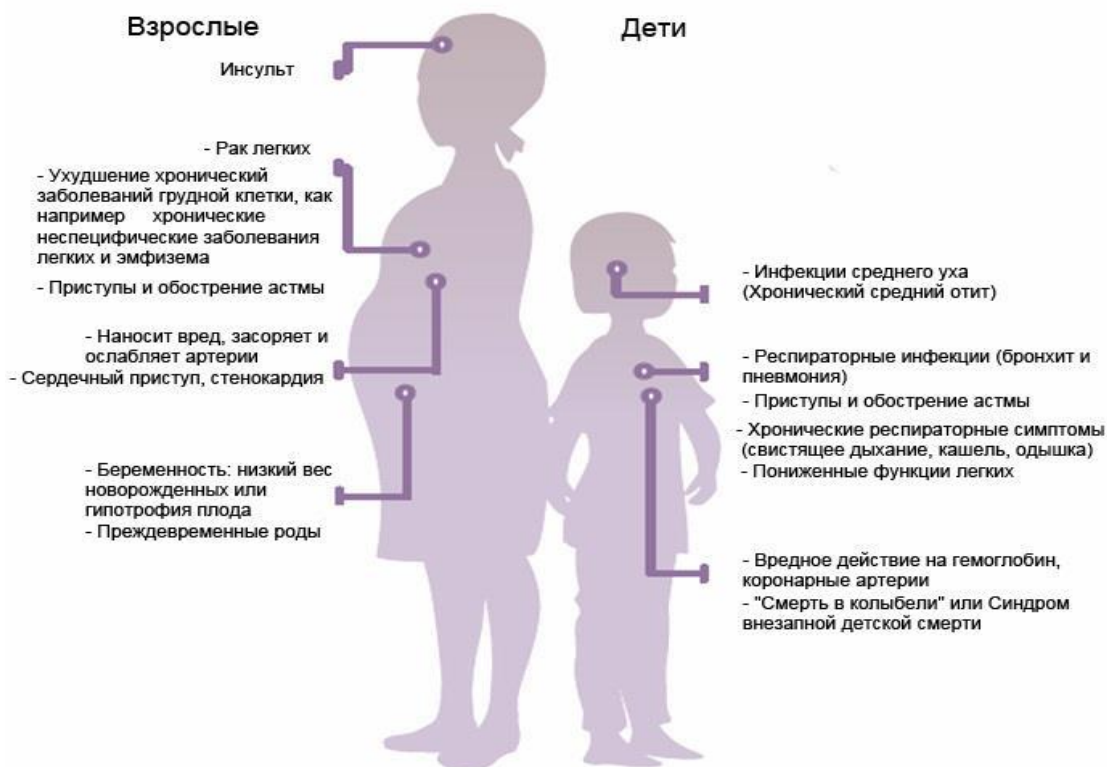 Взрослые
Инсульт
- Рак легких
- Ухудшение хронический
заболеваний грудной клетки, как
например хронические
неспецифические заболевания
легких и эмфизема
- Приступы и обострение астмы
- Наносит вред, засоряет и
ослабляет артерии
- Сердечный приступ, стенокардия
- Беременность: низкий вес
новорожденных или
гипотрофия плода
- Преждевременные роды
Дети
- Инфекции среднего уха
(Хронический средний отит)
- Респираторные инфекции (бронхит и
пневмония)
- Приступы и обострение астмы
- Хронические респираторные симптомы
(свистящее дыхание, кашель, одышка)
- Пониженные функции легких
- Вредное действие на гемоглобин,
коронарные артерии
- "Смерть в колыбели" или Синдром
внезапной детской смерти